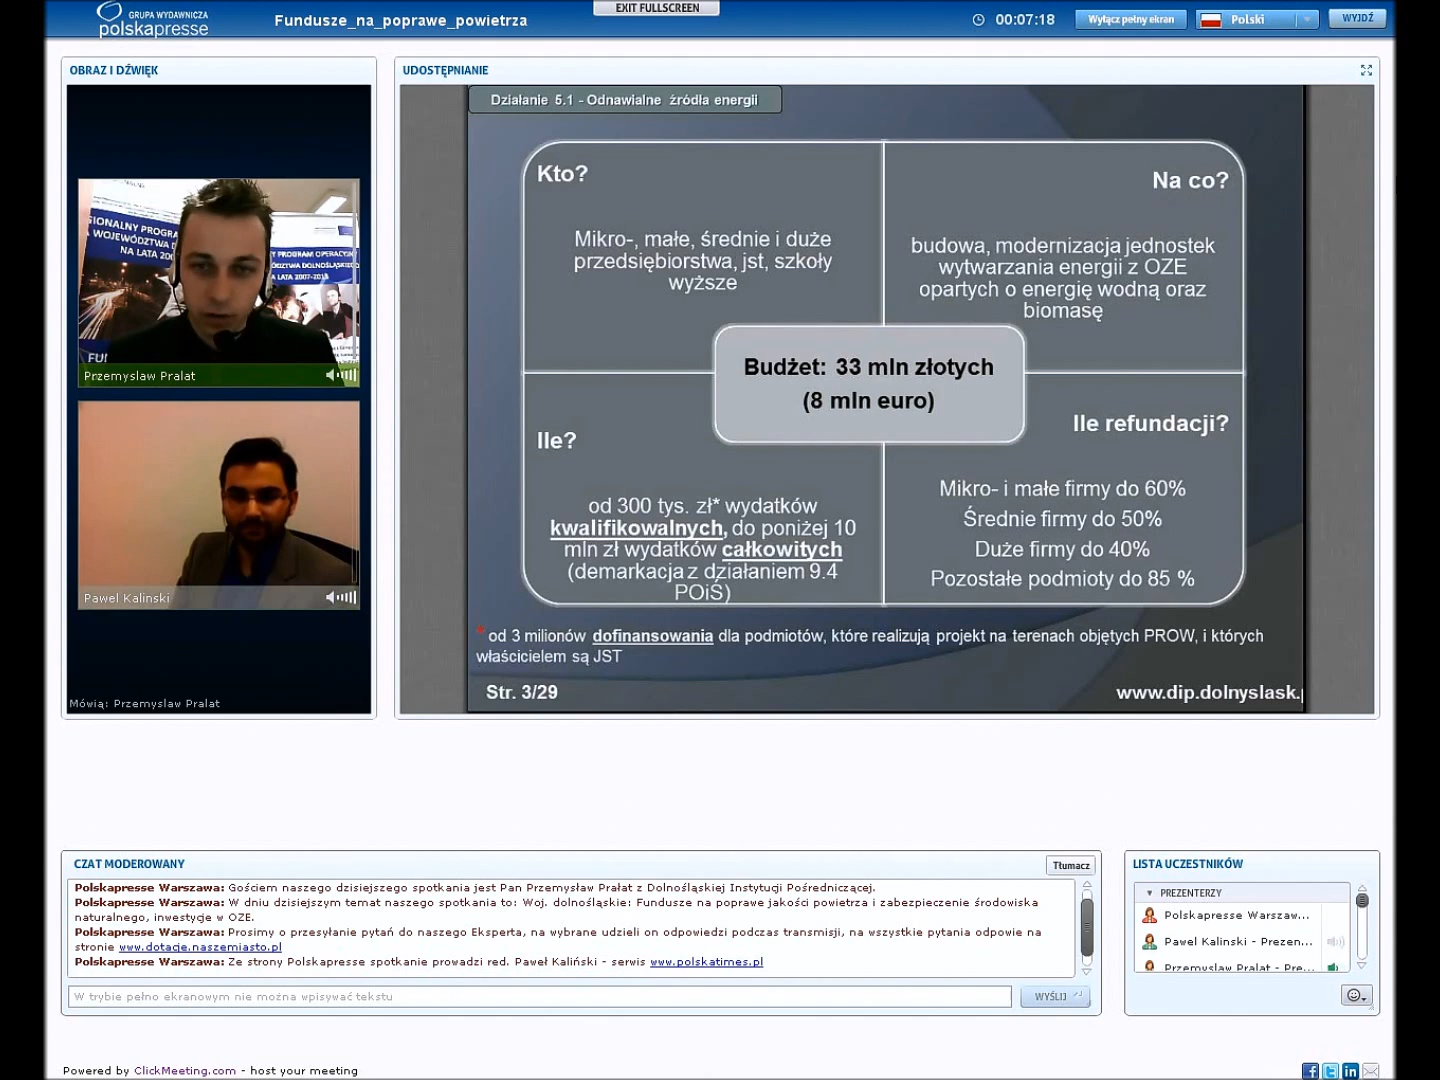 GRUPA WYDAWNICZA
polskapresse
Fundusze_na_poprawe_powietrza
EXIT FULLSCREEN
00:07:18
Wyłącz pełny ekran
Polski
WYJDŹ
OBRAZ I DŹWIĘK
UDOSTĘPNIANIE
Przemyslaw Pralat
Pawel Kalinski
Mówią: Przemyslaw Pralat
Działanie 5.1 - Odnawialne źródła energii
Kto?
Mikro-, małe, średnie i duże
przedsiębiorstwa, jst, szkoły
wyższe
Na co?
budowa, modernizacja jednostek
wytwarzania energii z OZE
opartych o energię wodną oraz
biomasę
Budżet: 33 mln złotych
(8 mln euro)
Ile?
od 300 tys. zł* wydatków
kwalifikowalnych, do poniżej 10
mln zł wydatków całkowitych
(demarkacja z działaniem 9.4
POiŚ)
Ile refundacji?
Mikro- i małe firmy do 60%
Średnie firmy do 50%
Duże firmy do 40%
Pozostałe podmioty do 85 %
* od 3 milionów dofinansowania dla podmiotów, które realizują projekt na terenach objętych PROW, i których
właścicielem są JST
Str. 3/29
www.dip.dolnyslask.
CZAT MODEROWANY
Tłumacz
Polskapresse Warszawa: Gościem naszego dzisiejszego spotkania jest Pan Przemysław Prałat z Dolnośląskiej Instytucji Pośredniczącej.
Polskapresse Warszawa: W dniu dzisiejszym temat naszego spotkania to: Woj. dolnośląskie: Fundusze na poprawe jakości powietrza i zabezpieczenie środowiska
naturalnego, inwestycje w OZE.
Polskapresse Warszawa: Prosimy o przesyłanie pytań do naszego Eksperta, na wybrane udzieli on odpowiedzi podczas transmisji, na wszystkie pytania odpowie na
stronie www.dotacje.naszemiasto.pl
Polskapresse Warszawa: Ze strony Polskapresse spotkanie prowadzi red. Paweł Kaliński - serwis www.polskatimes.pl
W trybie pełno ekranowym nie można wpisywać tekstu
WYŚLIJ
LISTA UCZESTNIKÓW
PREZENTERZY
Polskapresse Warszaw...
Pawel Kalinski - Prezen...
Przemyslaw Pralat - Pre...
Powered by ClickMeeting.com - host your meeting